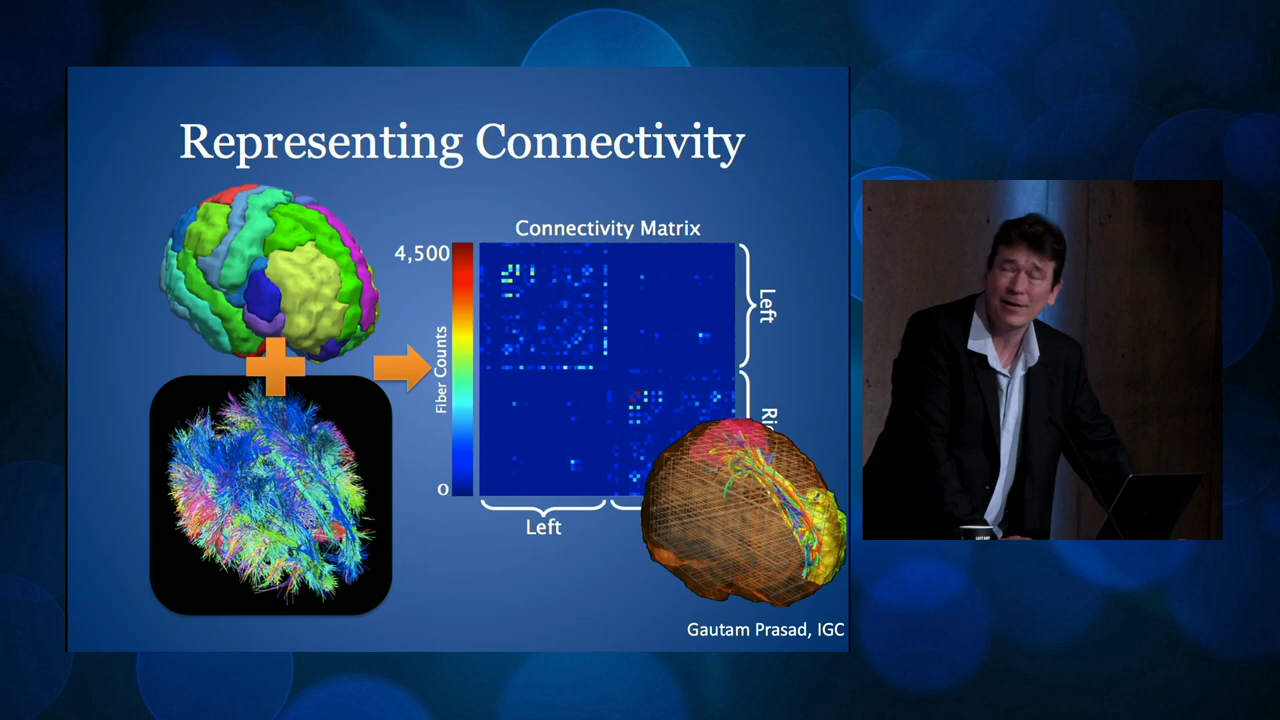 Representing Connectivity
Connectivity Matrix
4,500
Fiber Counts
0
Left
Left
Gautam Prasad, IGC